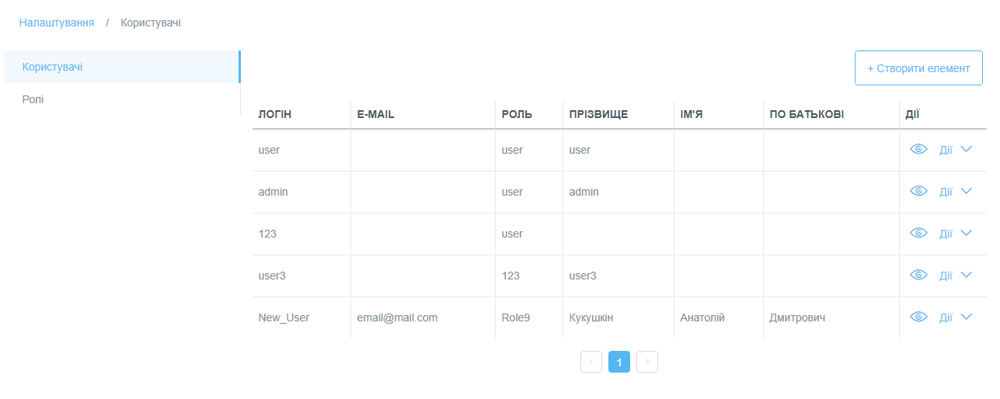 Налаштування / Користувачі
Користувачі
Ролі
+ Створити елемент
ЛОГІН E-MAIL РОЛЬ ПРІЗВИЩЕ ІМ'Я ПО БАТЬКОВІ ДІЇ
user user user Дії
admin user admin Дії
123 user Дії
user3 123 user3 Дії
New_User email@mail.com Role9 Кукушкін Анатолій Дмитрович Дії
< 1 >